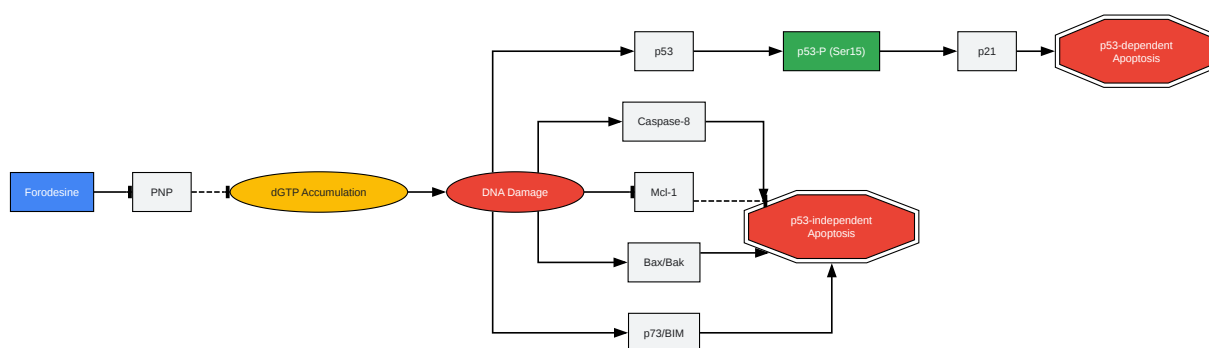 Forodesine
PNP
dGTP Accumulation
DNA Damage
p53
p53-P (Ser15)
p21
p53-dependent
Apoptosis
Caspase-8
Mcl-1
Bax/Bak
p73/BIM
p53-independent
Apoptosis